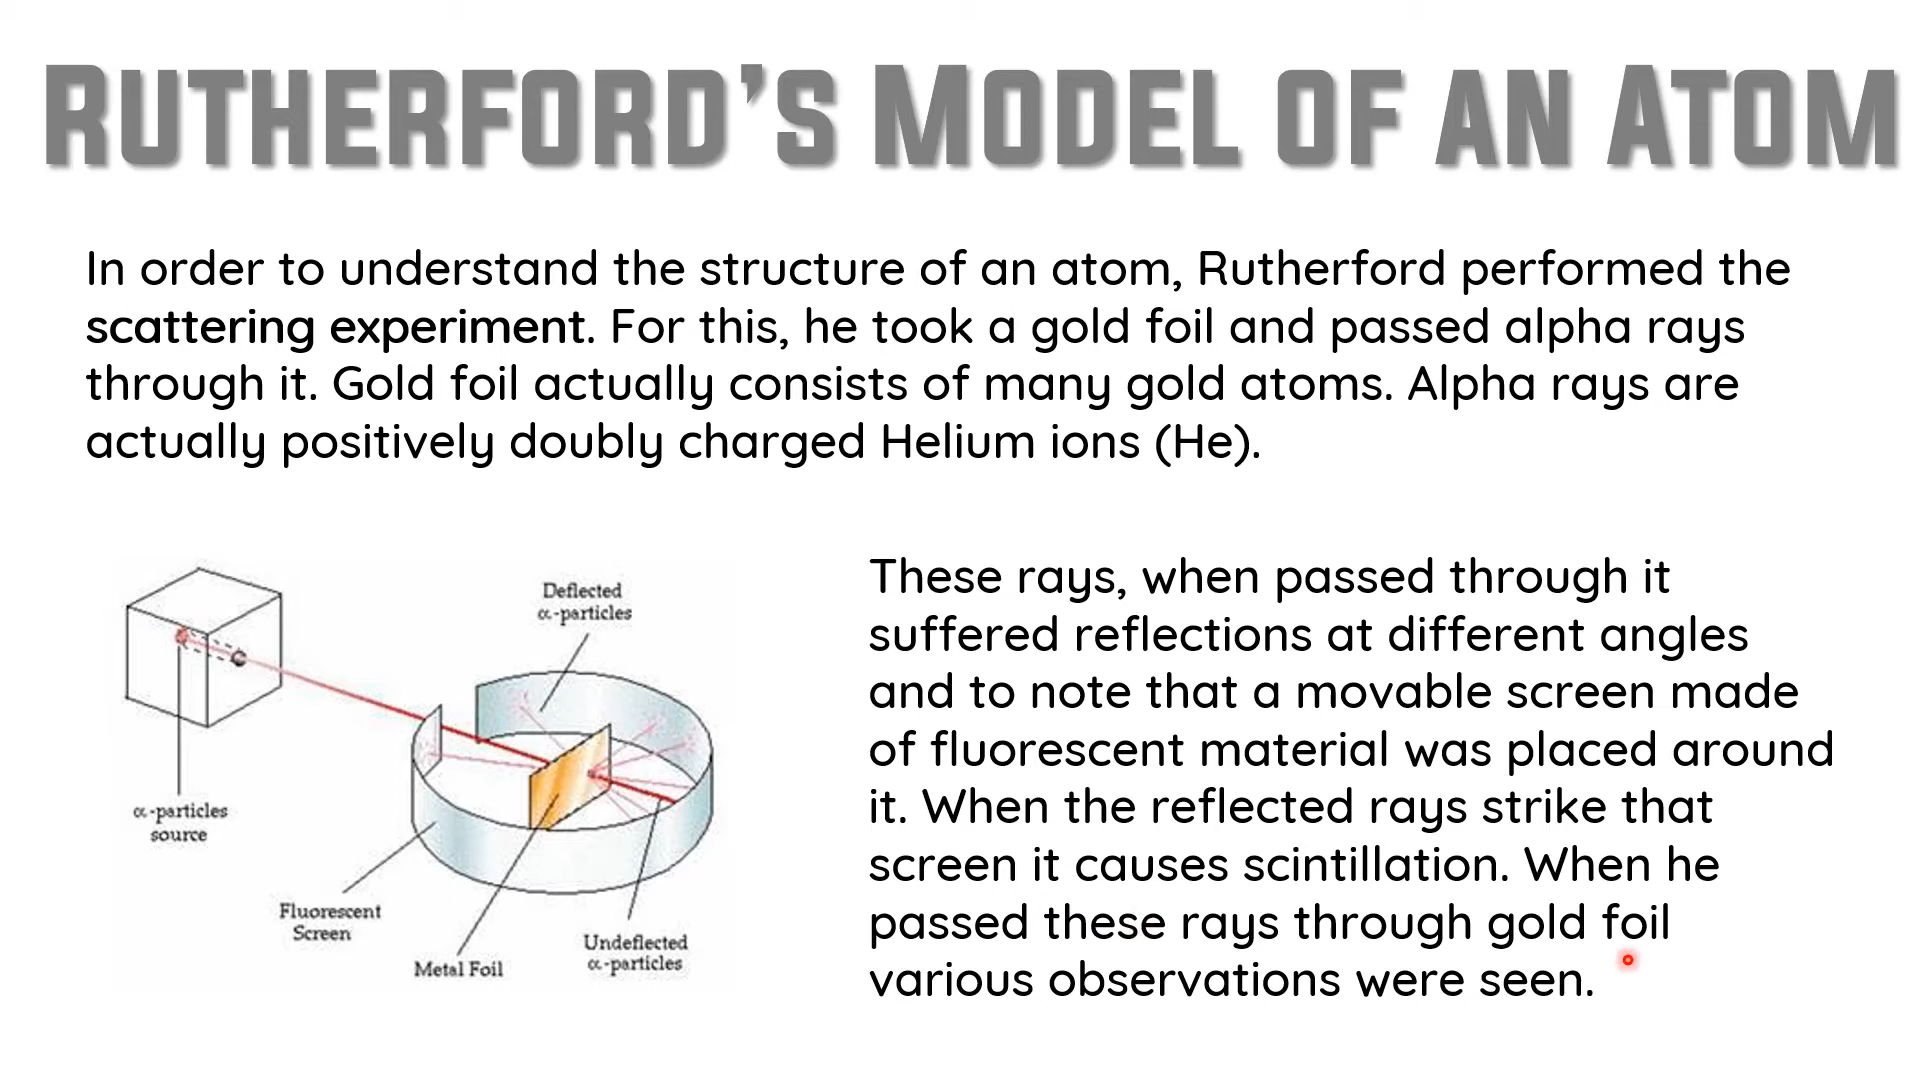 RUTHERFORD'S MODEL OF AN ATOM
In order to understand the structure of an atom, Rutherford performed the
scattering experiment. For this, he took a gold foil and passed alpha rays
through it. Gold foil actually consists of many gold atoms. Alpha rays are
actually positively doubly charged Helium ions (He).
Deflected
α-particles
α-particles
source
Fluorescent
Screen
Metal Foil
Undeflected
α-particles
These rays, when passed through it
suffered reflections at different angles
and to note that a movable screen made
of fluorescent material was placed around
it. When the reflected rays strike that
screen it causes scintillation. When he
passed these rays through gold foil
various observations were seen.